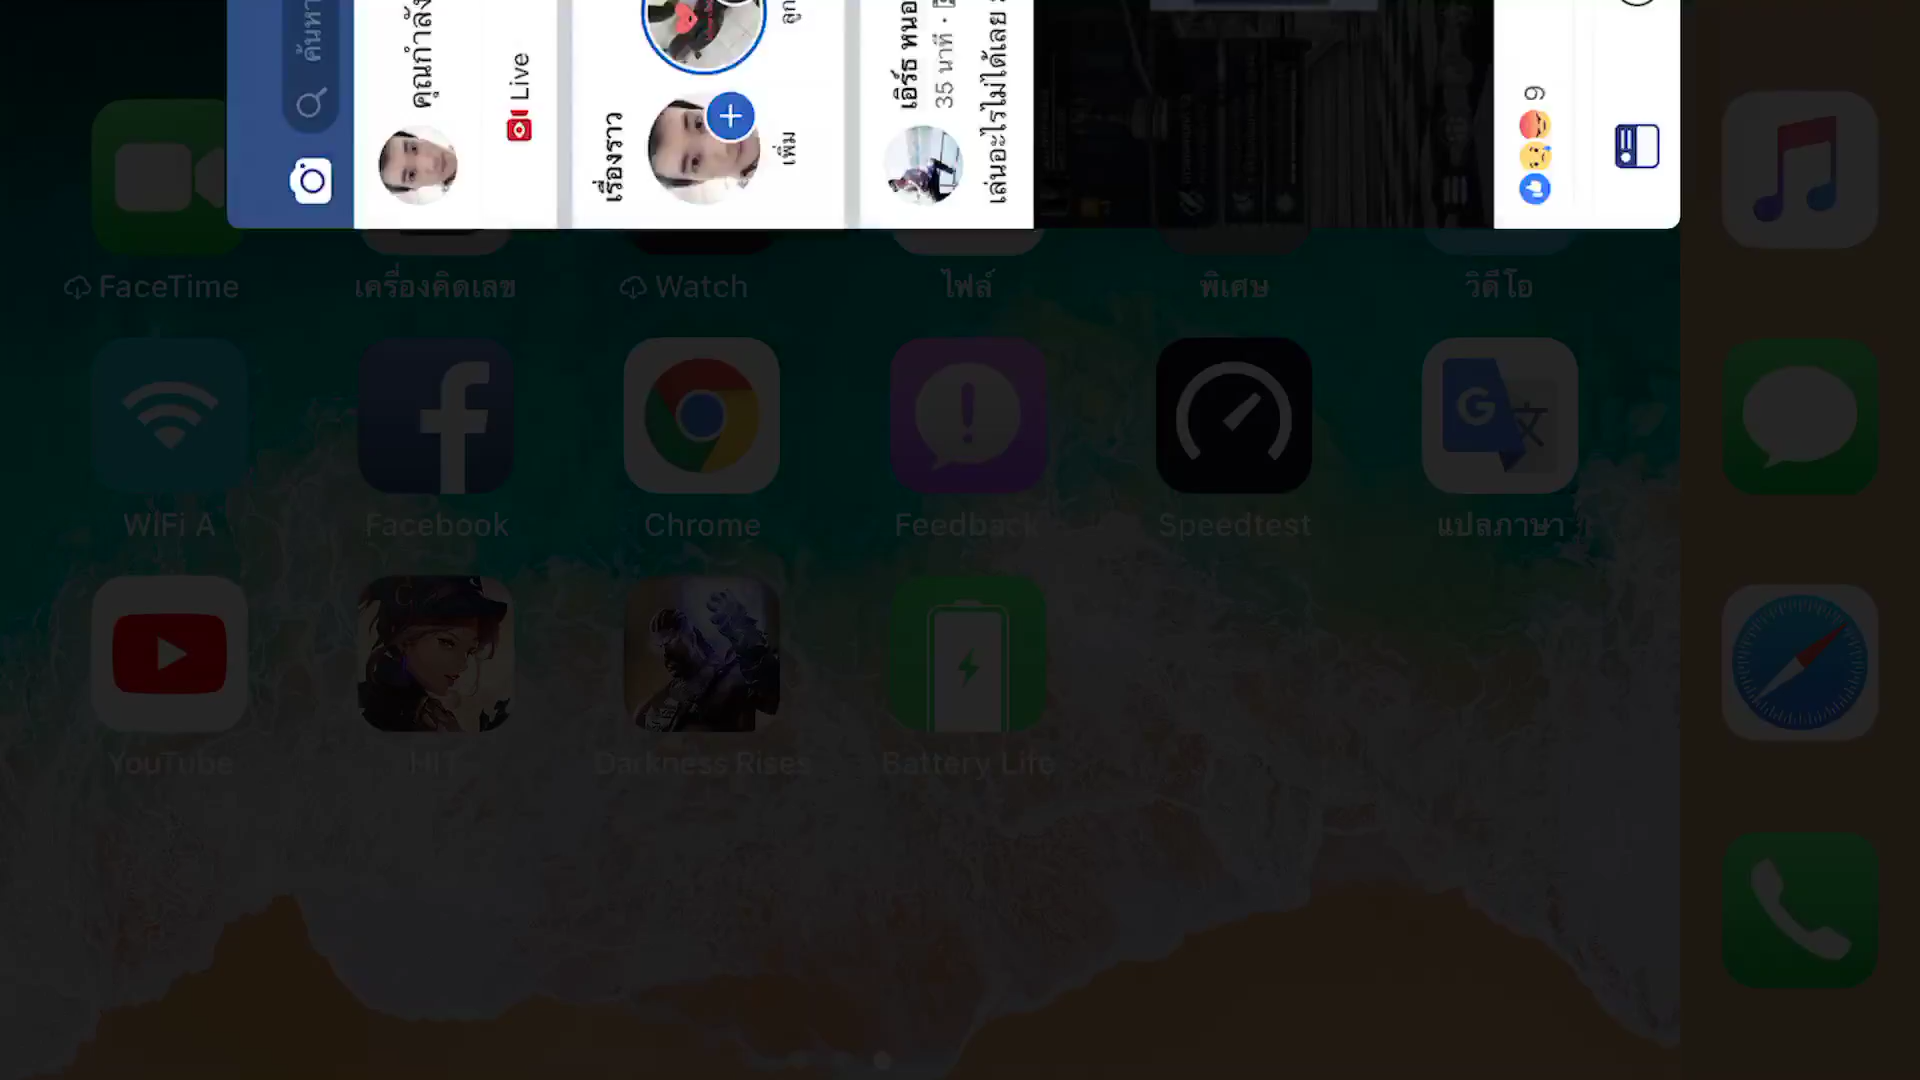 ค้นหา
คุณกำลัง
Live
เรื่องราว
เพิ่ม
ลูก
เอิร์ธ หนอ
35 นาที ·
เล่นอะไรไม่ได้เลย
9
FaceTime
เครื่องคิดเลข
Watch
ไฟล์
พิเศษ
วิดีโอ
WiFi A
Facebook
Chrome
Feedback
Speedtest
แปลภาษา
YouTube
HIT
Darkness Rises
Battery Life